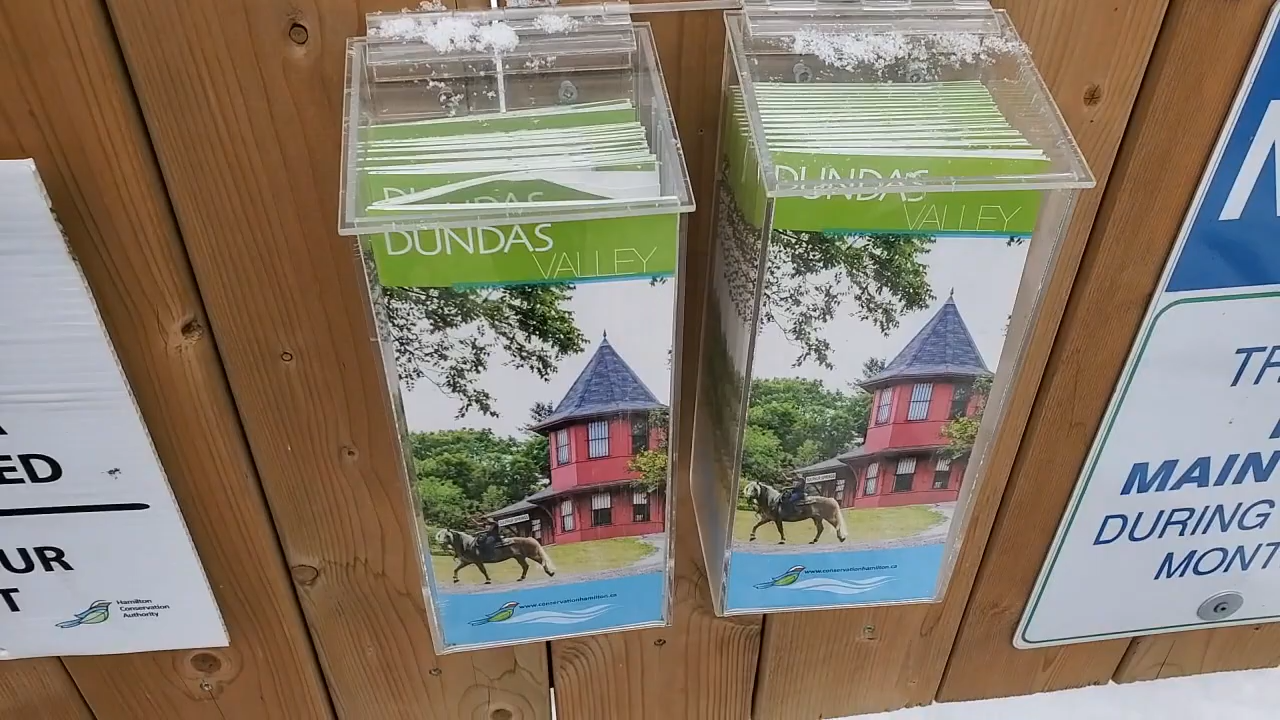 ED
UR
T
Hamilton
Conservation
Authority
DUNDAS
DUNDAS
VALLEY
www.conservationhamilton.ca
DUNDAS
VALLEY
www.conservationhamilton.ca
TH
MAIN
DURING
MONT